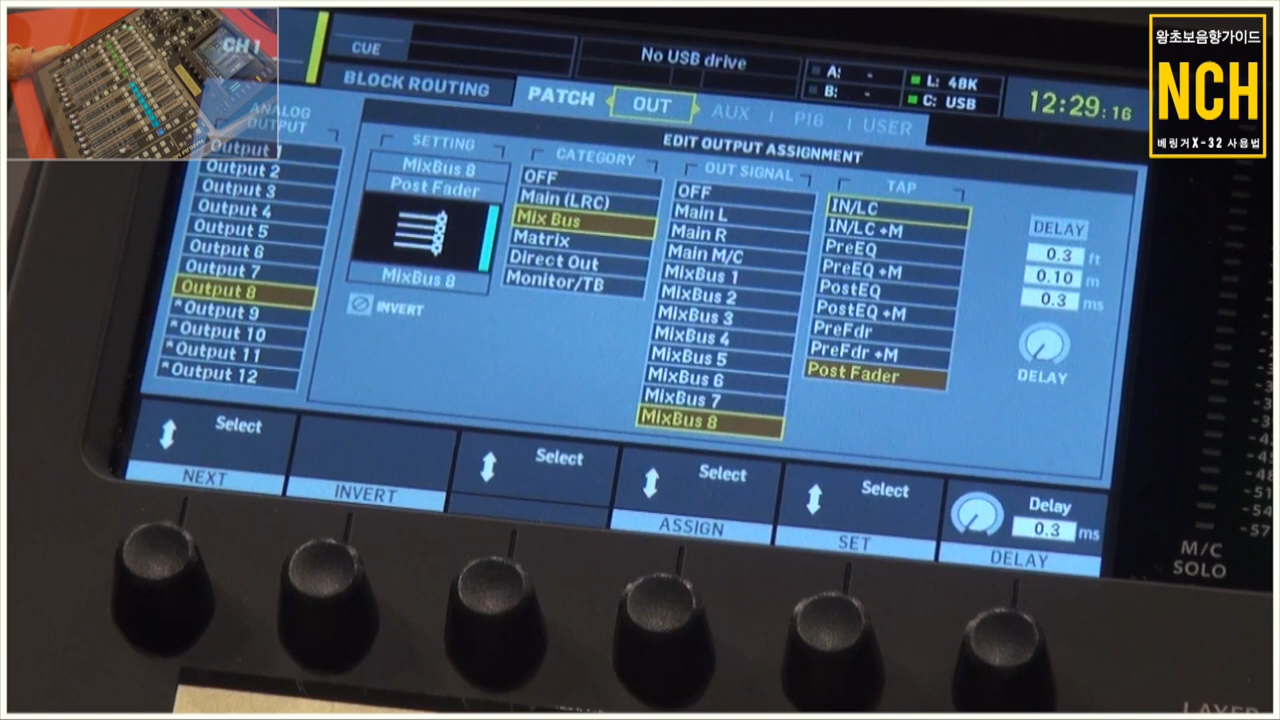 CH 1
왕초보음향가이드
NCH
베링거X-32 사용법
CUE
No USB drive
A: -
B: -
L: 48K
C: USB
12:29:16
BLOCK ROUTING
PATCH
OUT
AUX
P16
USER
EDIT OUTPUT ASSIGNMENT
ANALOG
OUTPUT
Output 1
Output 2
Output 3
Output 4
Output 5
Output 6
Output 7
Output 8
*Output 9
*Output 10
*Output 11
*Output 12
SETTING
MixBus 8
Post Fader
MixBus 8
INVERT
CATEGORY
OFF
Main (LRC)
Mix Bus
Matrix
Direct Out
Monitor/TB
OUT SIGNAL
OFF
Main L
Main R
Main M/C
MixBus 1
MixBus 2
MixBus 3
MixBus 4
MixBus 5
MixBus 6
MixBus 7
MixBus 8
TAP
IN/LC
IN/LC +M
PreEQ
PreEQ +M
PostEQ
PostEQ +M
PreFdr
PreFdr +M
Post Fader
DELAY
0.3 ft
0.10 m
0.3 ms
DELAY
Select
NEXT
INVERT
Select
Select
ASSIGN
Select
SET
Delay
0.3 ms
DELAY
-48
-51
-54
-57
M/C
SOLO
LAYER